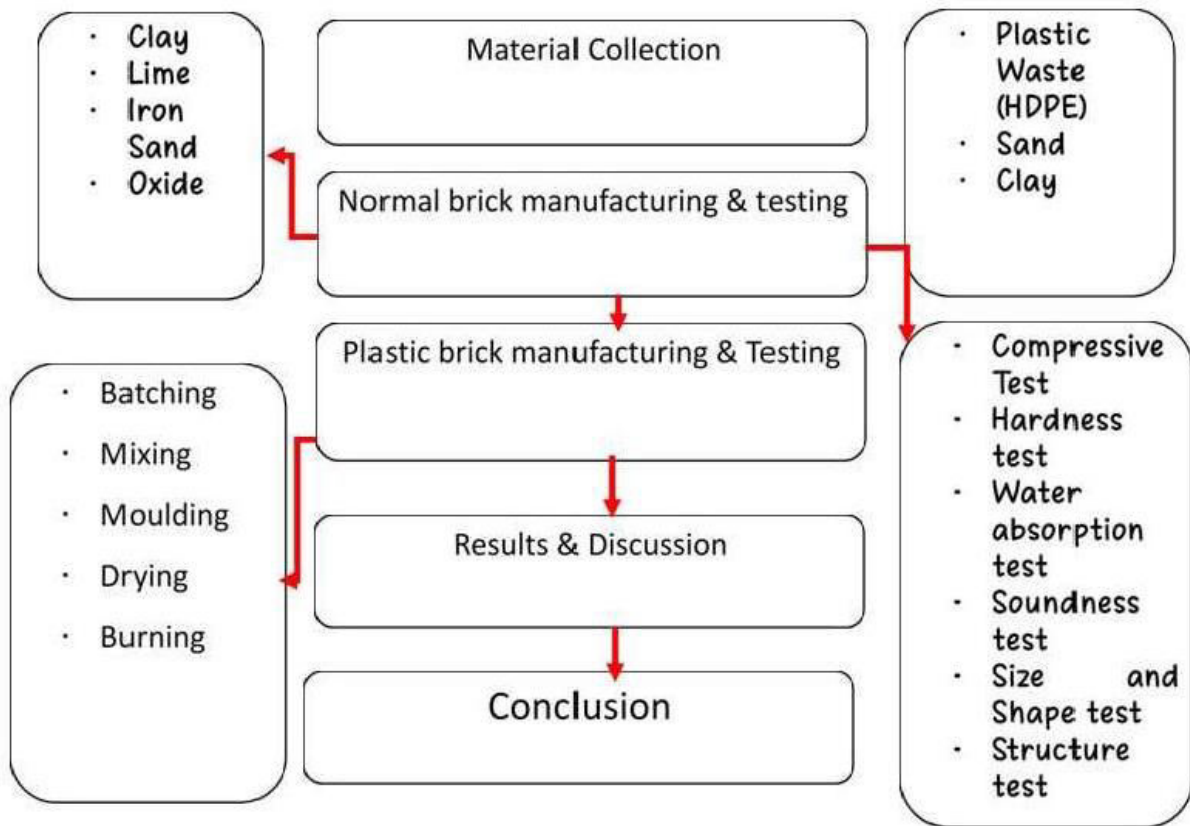 · Clay
· Lime
· Iron
Sand
· Oxide
Material Collection
· Plastic
Waste
(HDPE)
· Sand
· Clay
Normal brick manufacturing & testing
Plastic brick manufacturing & Testing
· Batching
· Mixing
· Moulding
· Drying
· Burning
· Compressive
Test
· Hardness
test
· Water
absorption
test
· Soundness
test
· Size and
Shape test
· Structure
test
Results & Discussion
Conclusion